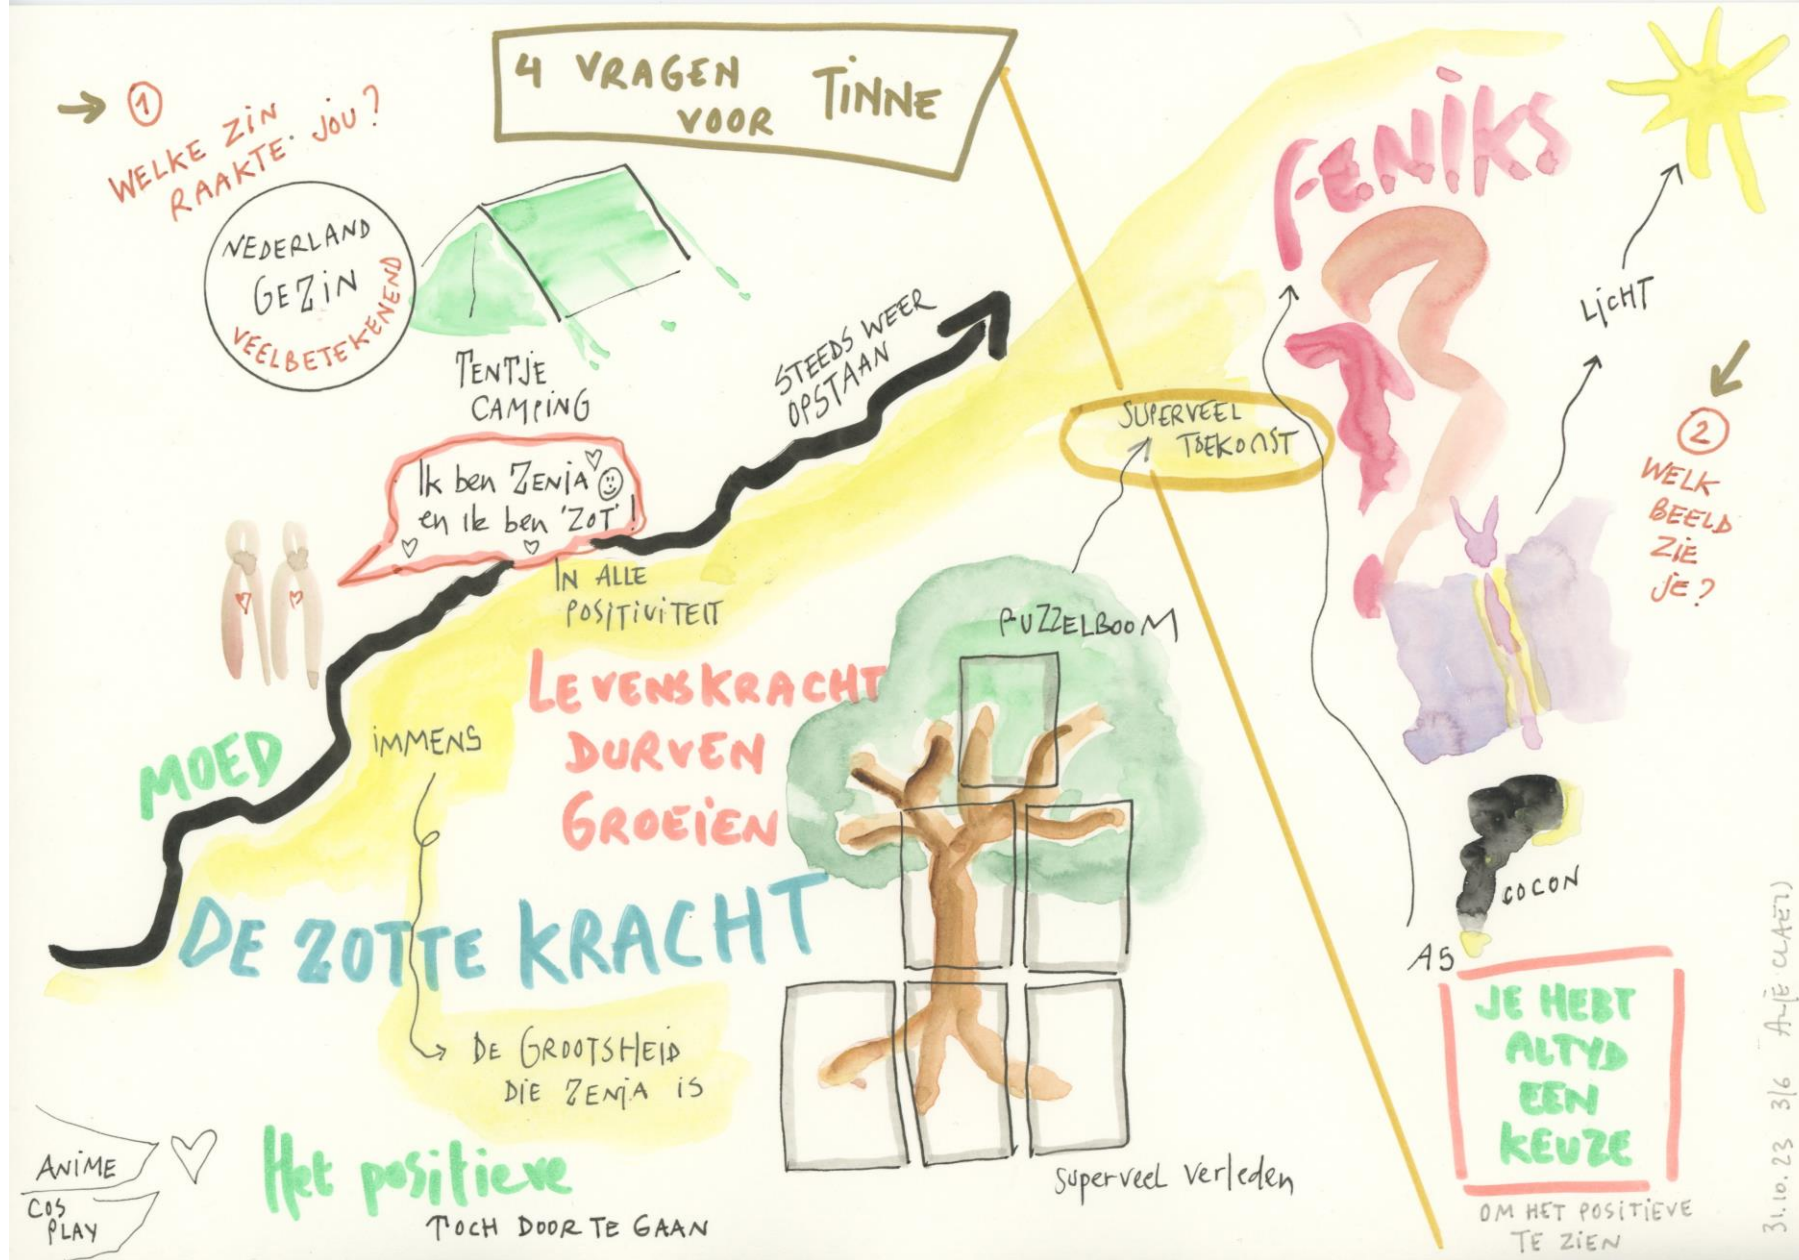 4 VRAGEN
VOOR TINNE
1
WELKE ZIN
RAAKTE JOU?
NEDERLAND
GEZIN
VEELBETEKENEND
TENTJE
CAMPING
Ik ben ZENJA
en ik ben 'ZOT'!
IN ALLE
POSITIVITEIT
STEEDS WEER
OPSTAAN
MOED
IMMENS
LEVENSKRACHT
DURVEN
GROEIEN
DE ZOTTE KRACHT
DE GROOTSHEID
DIE ZENJA IS
ANIME
COS
PLAY
Het positieve
TOCH DOOR TE GAAN
PUZZELBOOM
superveel verleden
SUPERVEEL
TOEKOMST
FENIKS
LICHT
2
WELK
BEELD
ZIE
JE?
COCON
AS
JE HEBT
ALTYD
EEN
KEUZE
OM HET POSITIEVE
TE ZIEN
31.10.23 3/6